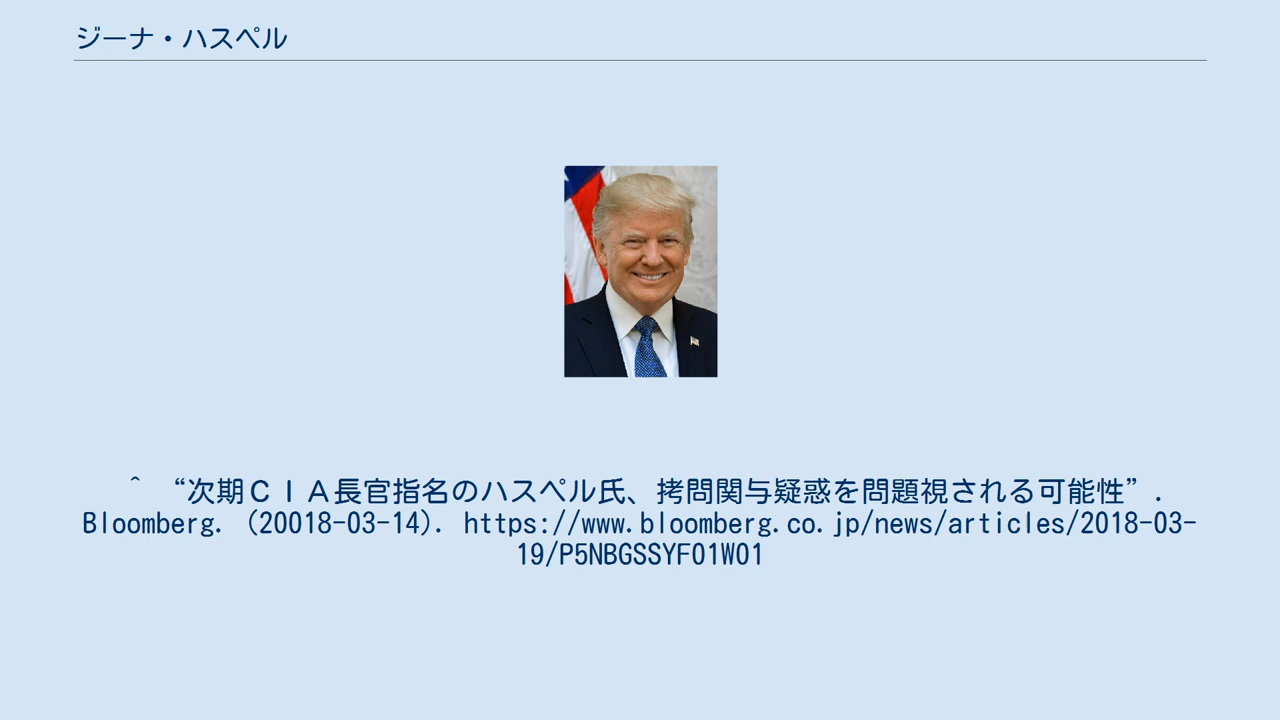 ジーナ・ハスペル
^ “次期ＣＩＡ長官指名のハスペル氏、拷問関与疑惑を問題視される可能性”.
Bloomberg. (20018-03-14). https://www.bloomberg.co.jp/news/articles/2018-03-
19/P5NBGSSYF01W01